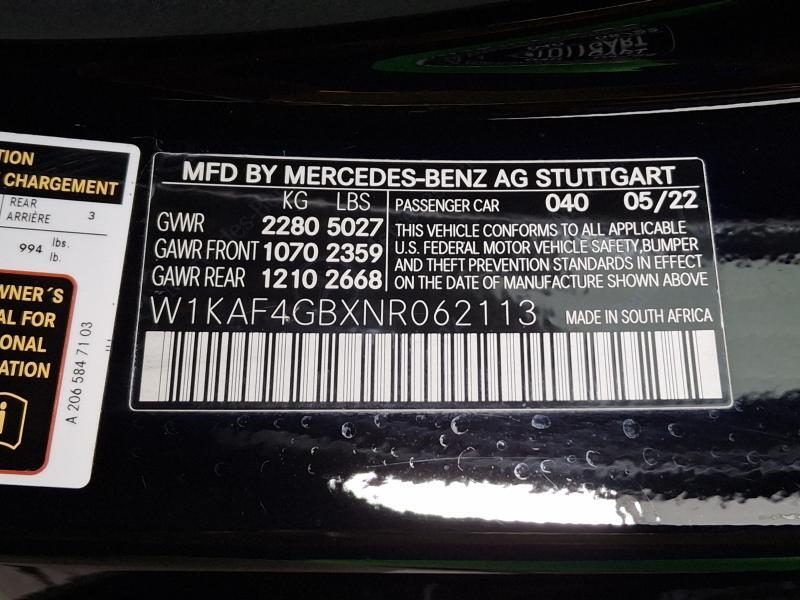 TION
CHARGEMENT
REAR
ARRIÈRE 3
994 lbs.
lb.
WNER´S
AL FOR
ONAL
ATION
i
A 206 584 71 03
MFD BY MERCEDES-BENZ AG STUTTGART
KG LBS PASSENGER CAR 040 05/22
GVWR 2280 5027
GAWR FRONT 1070 2359
GAWR REAR 1210 2668
THIS VEHICLE CONFORMS TO ALL APPLICABLE
U.S. FEDERAL MOTOR VEHICLE SAFETY,BUMPER
AND THEFT PREVENTION STANDARDS IN EFFECT
ON THE DATE OF MANUFACTURE SHOWN ABOVE
W1KAF4GBXNR062113 MADE IN SOUTH AFRICA